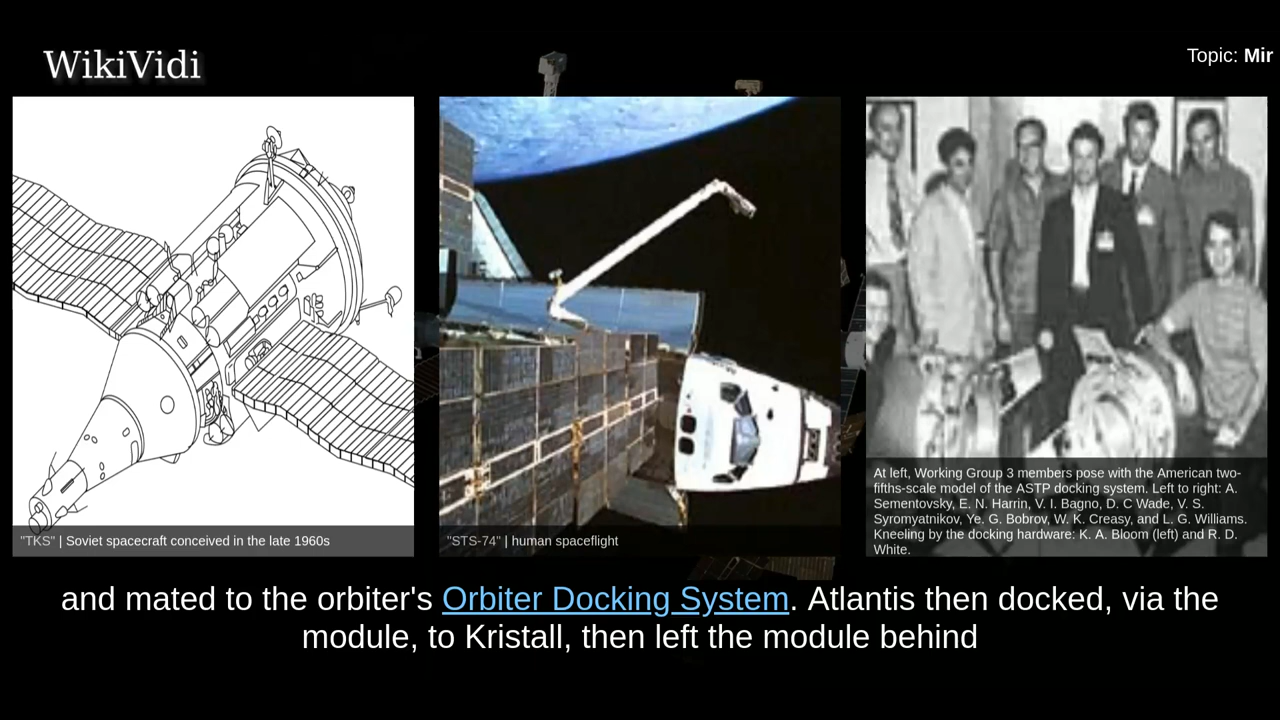 WikiVidi
Topic: Mir
"TKS" | Soviet spacecraft conceived in the late 1960s
"STS-74" | human spaceflight
At left, Working Group 3 members pose with the American two-
fifths-scale model of the ASTP docking system. Left to right: A.
Sementovsky, E. N. Harrin, V. I. Bagno, D. C Wade, V. S.
Syromyatnikov, Ye. G. Bobrov, W. K. Creasy, and L. G. Williams.
Kneeling by the docking hardware: K. A. Bloom (left) and R. D.
White.
and mated to the orbiter's Orbiter Docking System. Atlantis then docked, via the
module, to Kristall, then left the module behind